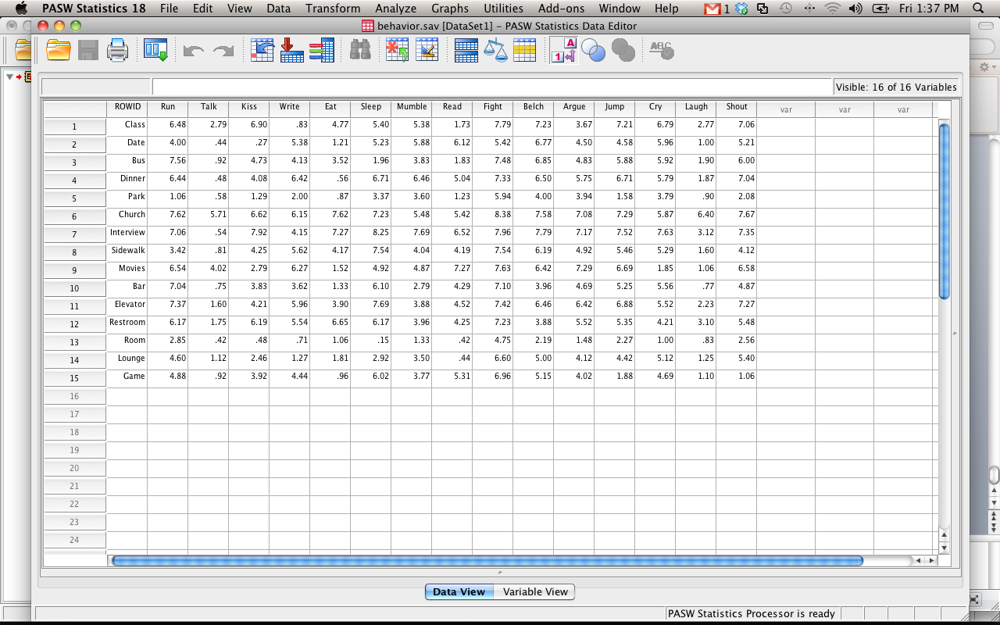 PASW Statistics 18 File Edit View Data Transform Analyze Graphs Utilities Add-ons Window Help 1 Fri 1:37 PM
behavior.sav [DataSet1] – PASW Statistics Data Editor
Visible: 16 of 16 Variables
ROWID Run Talk Kiss Write Eat Sleep Mumble Read Fight Belch Argue Jump Cry Laugh Shout var var var
1 Class 6.48 2.79 6.90 .83 4.77 5.40 5.38 1.73 7.79 7.23 3.67 7.21 6.79 2.77 7.06
2 Date 4.00 .44 .27 5.38 1.21 5.23 5.88 6.12 5.42 6.77 4.50 4.58 5.96 1.00 5.21
3 Bus 7.56 .92 4.73 4.13 3.52 1.96 3.83 1.83 7.48 6.85 4.83 5.88 5.92 1.90 6.00
4 Dinner 6.44 .48 4.08 6.42 .56 6.71 6.46 5.04 7.33 6.50 5.75 6.71 5.79 1.87 7.04
5 Park 1.06 .58 1.29 2.00 .87 3.37 3.60 1.23 5.94 4.00 3.94 1.58 3.79 .90 2.08
6 Church 7.62 5.71 6.62 6.15 7.62 7.23 5.48 5.42 8.38 7.58 7.08 7.29 5.87 6.40 7.67
7 Interview 7.06 .54 7.92 4.15 7.27 8.25 7.69 6.52 7.96 7.79 7.17 7.52 7.63 3.12 7.35
8 Sidewalk 3.42 .81 4.25 5.62 4.17 7.54 4.04 4.19 7.54 6.19 4.92 5.46 5.29 1.60 4.12
9 Movies 6.54 4.02 2.79 6.27 1.52 4.92 4.87 7.27 7.63 6.42 7.29 6.69 1.85 1.06 6.58
10 Bar 7.04 .75 3.83 3.62 1.33 6.10 2.79 4.29 7.10 3.96 4.69 5.25 5.56 .77 4.87
11 Elevator 7.37 1.60 4.21 5.96 3.90 7.69 3.88 4.52 7.42 6.46 6.42 6.88 5.52 2.23 7.27
12 Restroom 6.17 1.75 6.19 5.54 6.65 6.17 3.96 4.25 7.23 3.88 5.52 5.35 4.21 3.10 5.48
13 Room 2.85 .42 .48 .71 1.06 .15 1.33 .42 4.75 2.19 1.48 2.27 1.00 .83 2.56
14 Lounge 4.60 1.12 2.46 1.27 1.81 2.92 3.50 .44 6.60 5.00 4.12 4.42 5.12 1.25 5.40
15 Game 4.88 .92 3.92 4.44 .96 6.02 3.77 5.31 6.96 5.15 4.02 1.88 4.69 1.10 1.06
16
17
18
19
20
21
22
23
24
Data View Variable View
PASW Statistics Processor is ready